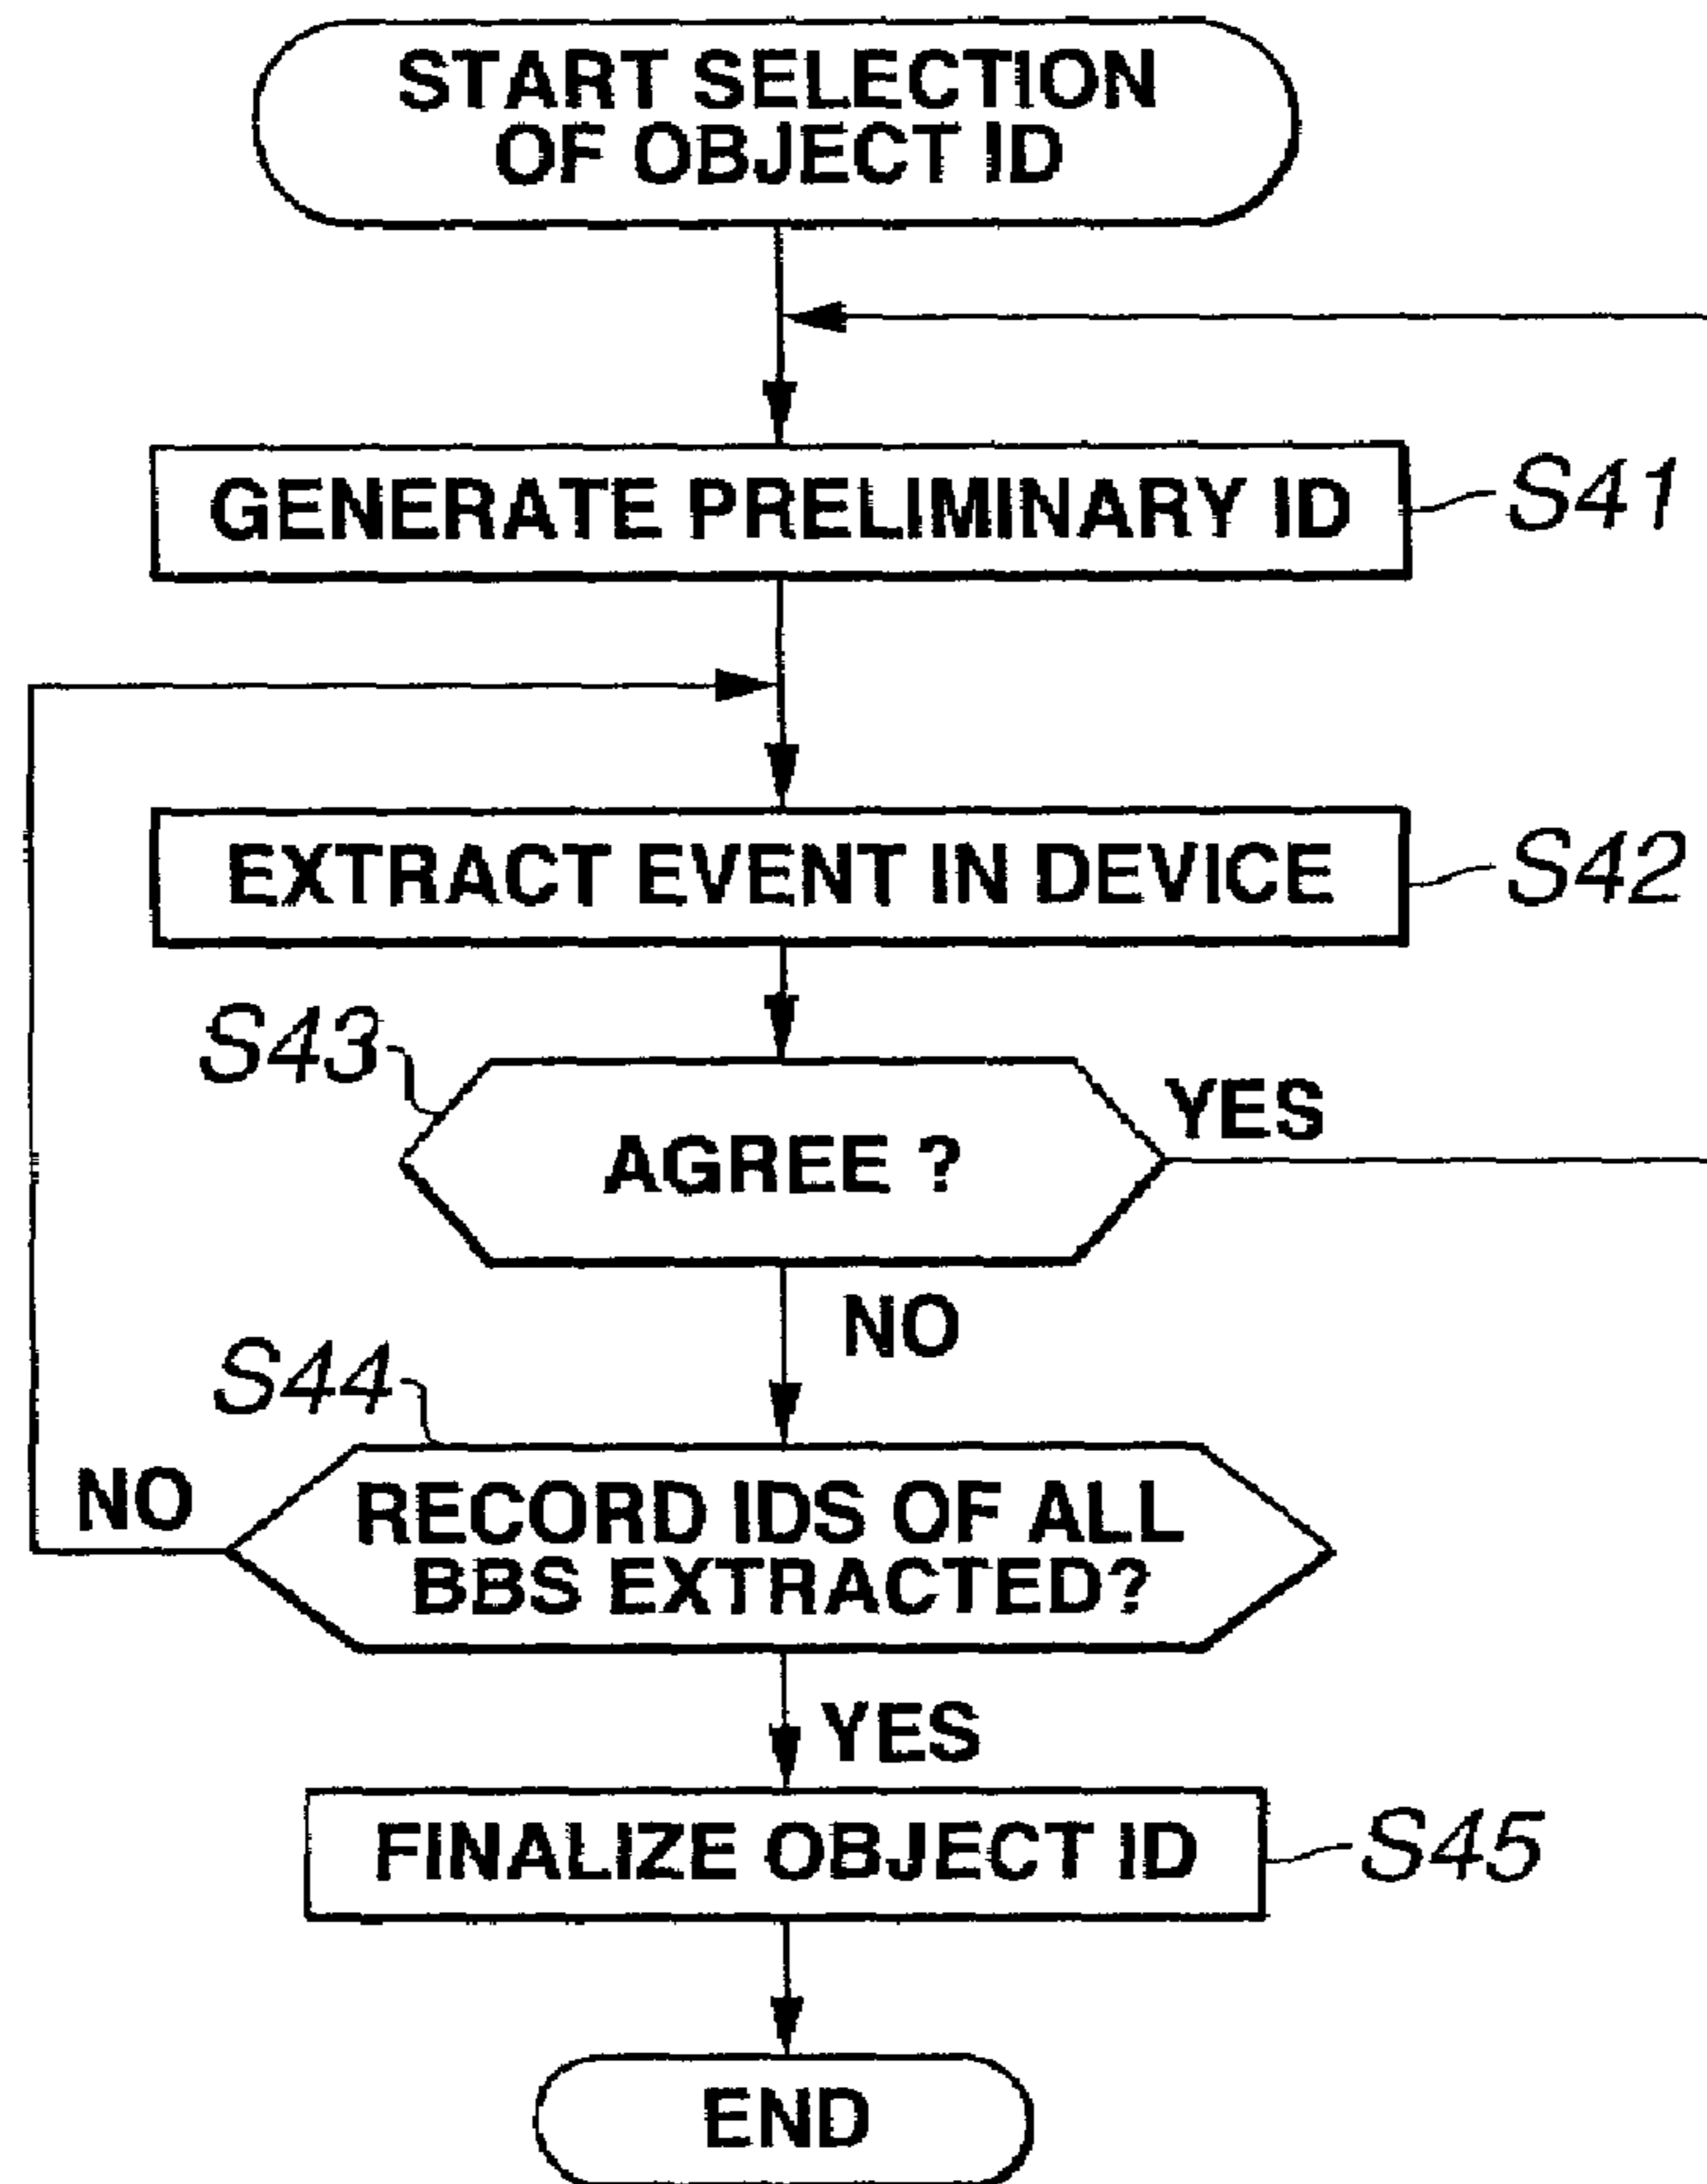 START SELECTION
OF OBJECT ID
GENERATE PRELIMINARY ID
S41
EXTRACT EVENT IN DEVICE
S42
S43
AGREE ?
YES
NO
S44
NO
RECORD IDS OF ALL
BBS EXTRACTED?
YES
FINALIZE OBJECT ID
S45
END